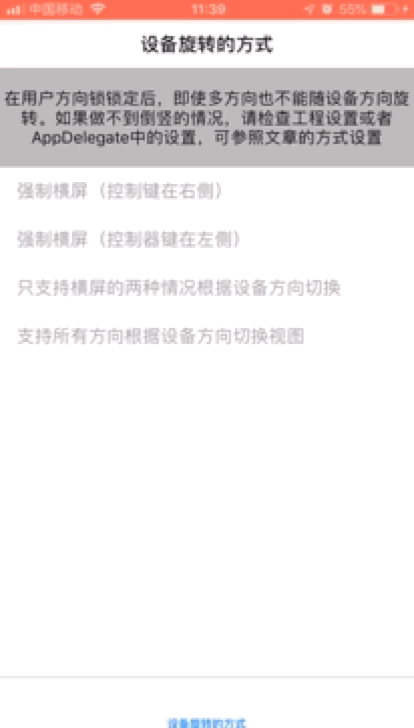 中国移动 11:39 55%
设备旋转的方式
在用户方向锁锁定后，即使多方向也不能随设备方向旋
转。如果做不到倒竖的情况，请检查工程设置或者
AppDelegate中的设置，可参照文章的方式设置
强制横屏（控制键在右侧）
强制横屏（控制器键在左侧）
只支持横屏的两种情况根据设备方向切换
支持所有方向根据设备方向切换视图
设备旋转的方式